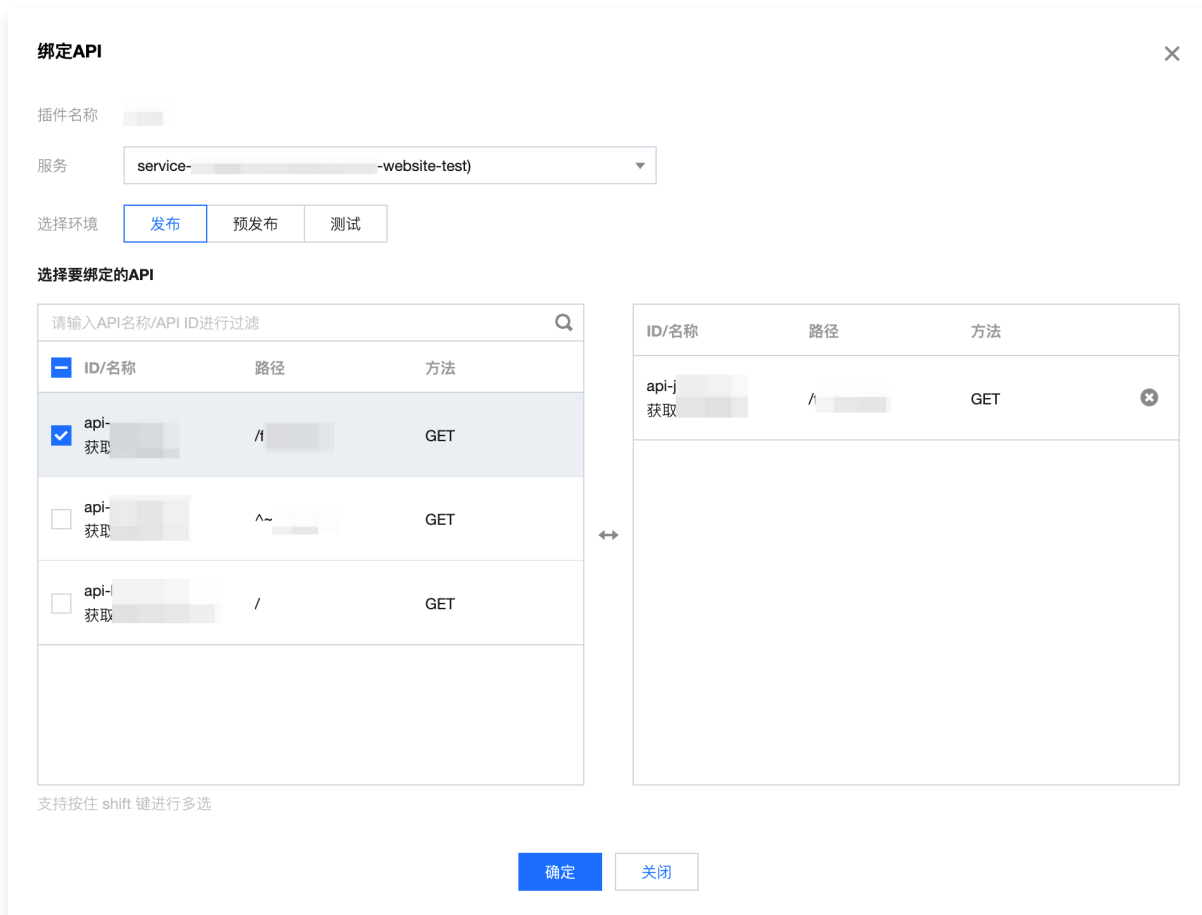 绑定API
插件名称
服务 service- -website-test)
选择环境 发布 预发布 测试
选择要绑定的API
请输入API名称/API ID进行过滤
ID/名称 路径 方法
api-
获取
/f
GET
api-
获取
^~
GET
api-
获取
/
GET
支持按住 shift 键进行多选
ID/名称 路径 方法
api-j
获取
/
GET
确定 关闭